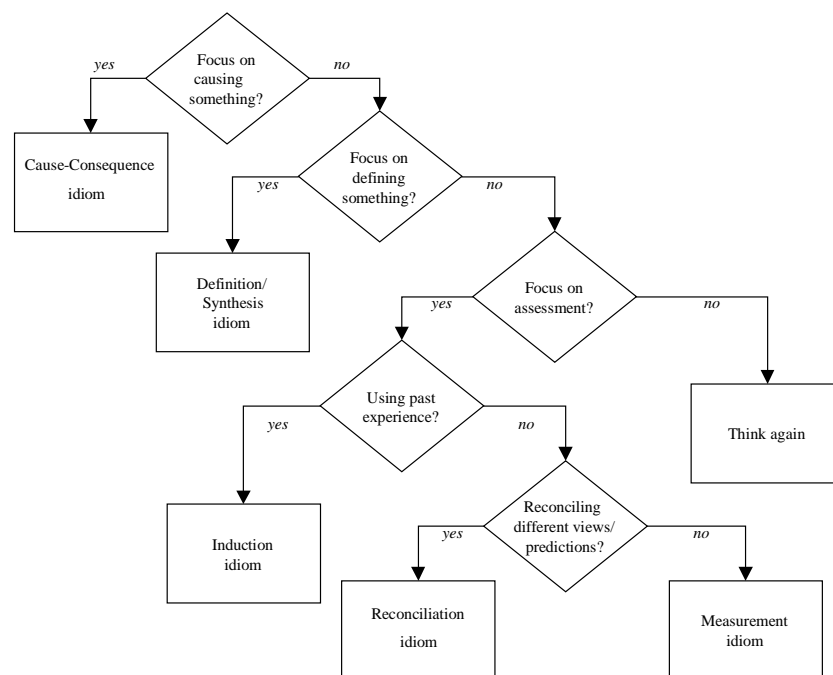 Focus on
causing
something?
yes
no
Cause-Consequence
idiom
Focus on
defining
something?
yes
no
Definition/
Synthesis
idiom
Focus on
assessment?
yes
no
Using past
experience?
yes
no
Think again
Induction
idiom
Reconciling
different views/
predictions?
yes
no
Reconciliation
idiom
Measurement
idiom